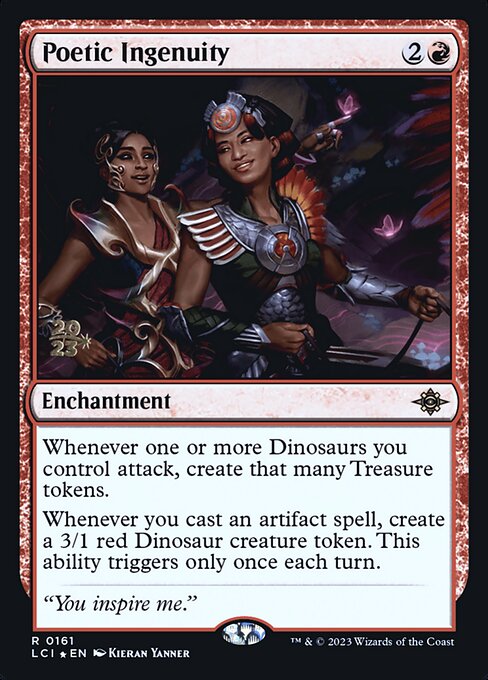 Poetic Ingenuity 2
20
23
Enchantment
Whenever one or more Dinosaurs you
control attack, create that many Treasure
tokens.
Whenever you cast an artifact spell, create
a 3/1 red Dinosaur creature token. This
ability triggers only once each turn.
“You inspire me.”
R 0161
LCI ★ EN Kieran Yanner
™ & © 2023 Wizards of the Coast